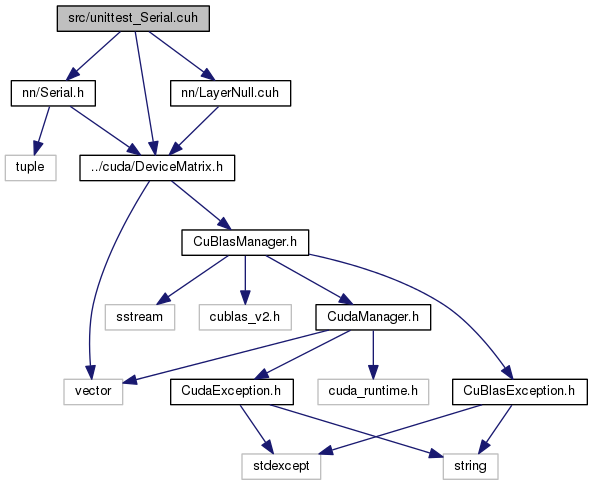 src/unittest_Serial.cuh
nn/Serial.h
nn/LayerNull.cuh
tuple
../cuda/DeviceMatrix.h
CuBlasManager.h
sstream
cublas_v2.h
CudaManager.h
vector
CudaException.h
cuda_runtime.h
CuBlasException.h
stdexcept
string